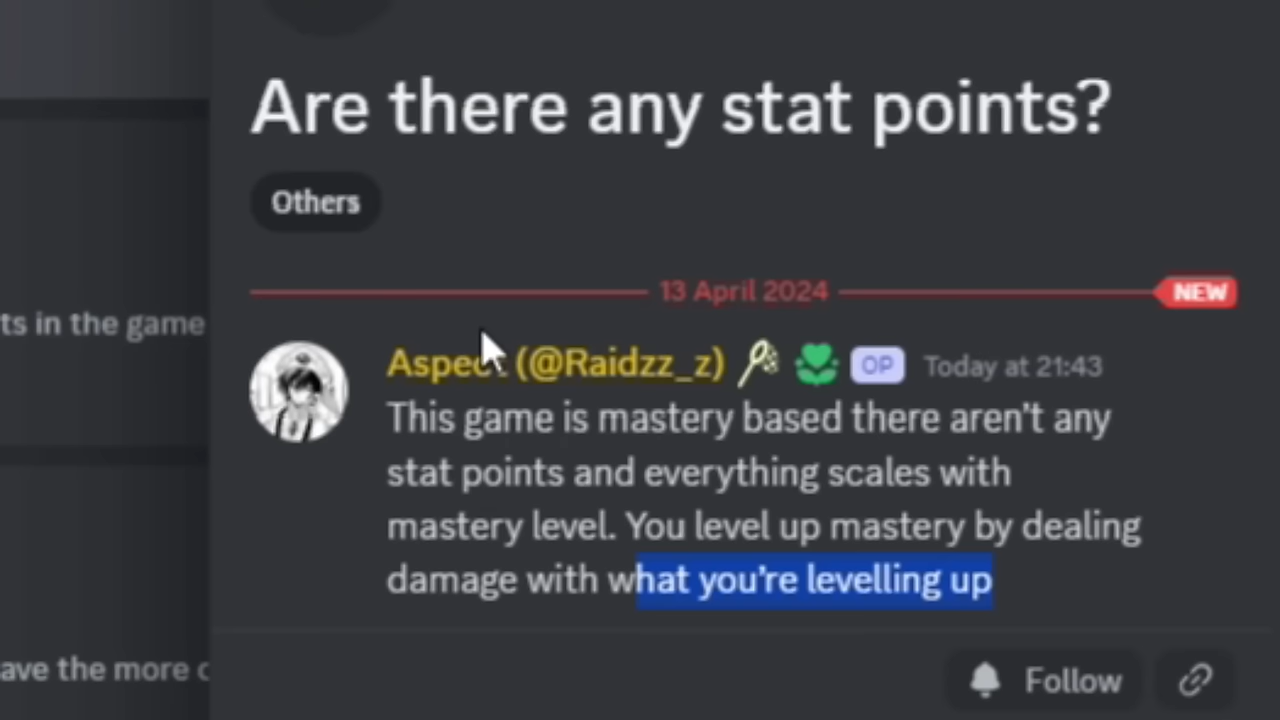 Are there any stat points?
Others
13 April 2024 NEW
ts in the game
Aspect (@Raidzz_z) OP Today at 21:43
This game is mastery based there aren't any
stat points and everything scales with
mastery level. You level up mastery by dealing
damage with what you're levelling up
ave the more
Follow